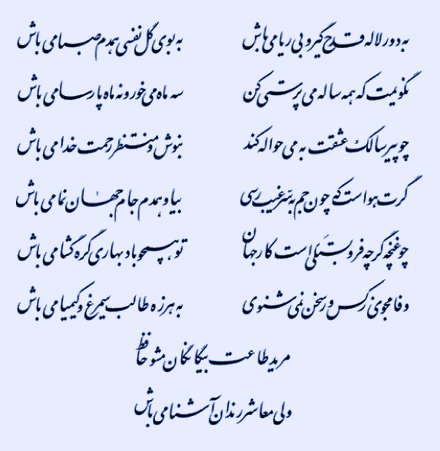 به دور لاله قدح گیر و بی‌ریا می‌باش
به بوی گل نفسی همدم صبا می‌باش
نگویمت که همه ساله می پرستی کن
سه ماه می خور و نه ماه پارسا می‌باش
چو پیر سالک عشقت به می حواله کند
بنوش و منتظر رحمت خدا می‌باش
گرت هواست که چون جم به سر غیب رسی
بیا و همدم جام جهان نما می‌باش
چو غنچه گر چه فروبستگی است کار جهان
تو همچو باد بهاری گره گشا می‌باش
وفا مجوی ز کس ور سخن نمی‌شنوی
به هرزه طالب سیمرغ و کیمیا می‌باش
مرید طاعت بیگانگان مشو حافظ
ولی معاشر رندان آشنا می‌باش